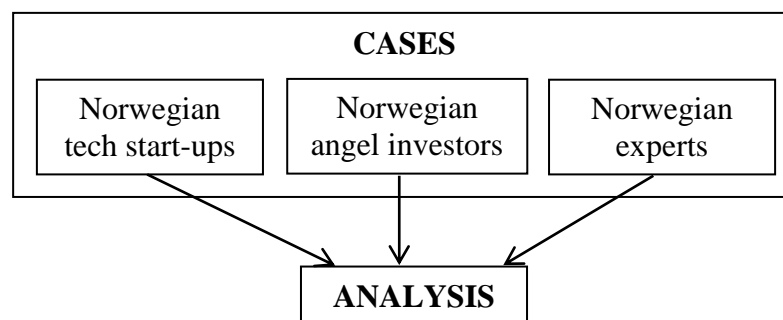 CASES
Norwegian
tech start-ups
Norwegian
angel investors
Norwegian
experts
ANALYSIS